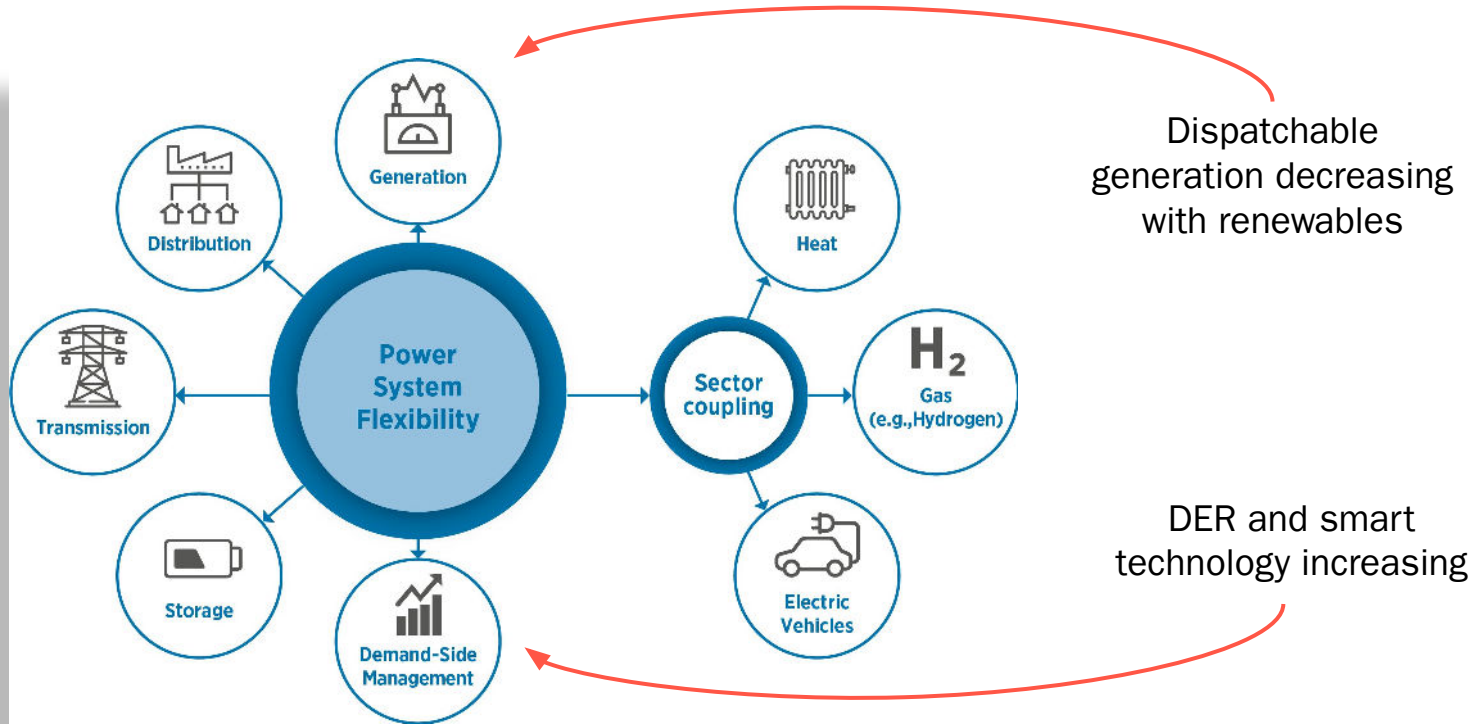 Generation
Distribution
Transmission
Storage
Demand-Side
Management
Power
System
Flexibility
Sector
coupling
Heat
H₂
Gas
(e.g.,Hydrogen)
Electric
Vehicles
Dispatchable
generation decreasing
with renewables
DER and smart
technology increasing